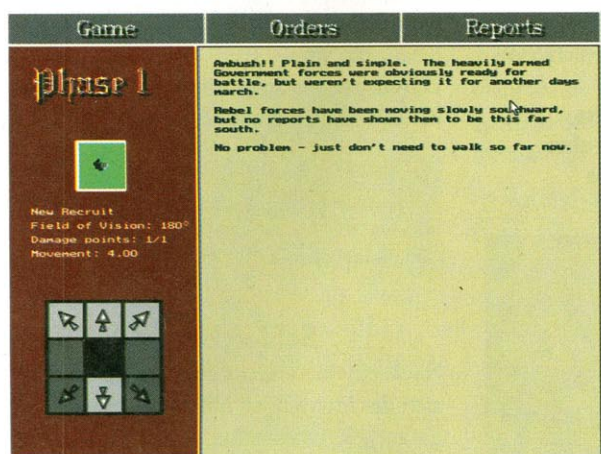 Game Orders Reports
Phase 1
New Recruit
Field of Vision: 180°
Damage points: 1/1
Movement: 4.00
Ambush!! Plain and simple. The heavily armed
Government forces were obviously ready for
battle, but weren't expecting it for another days
march.
Rebel forces have been moving slowly southward,
but no reports have shown them to be this far
south.
No problem - just don't need to walk so far now.